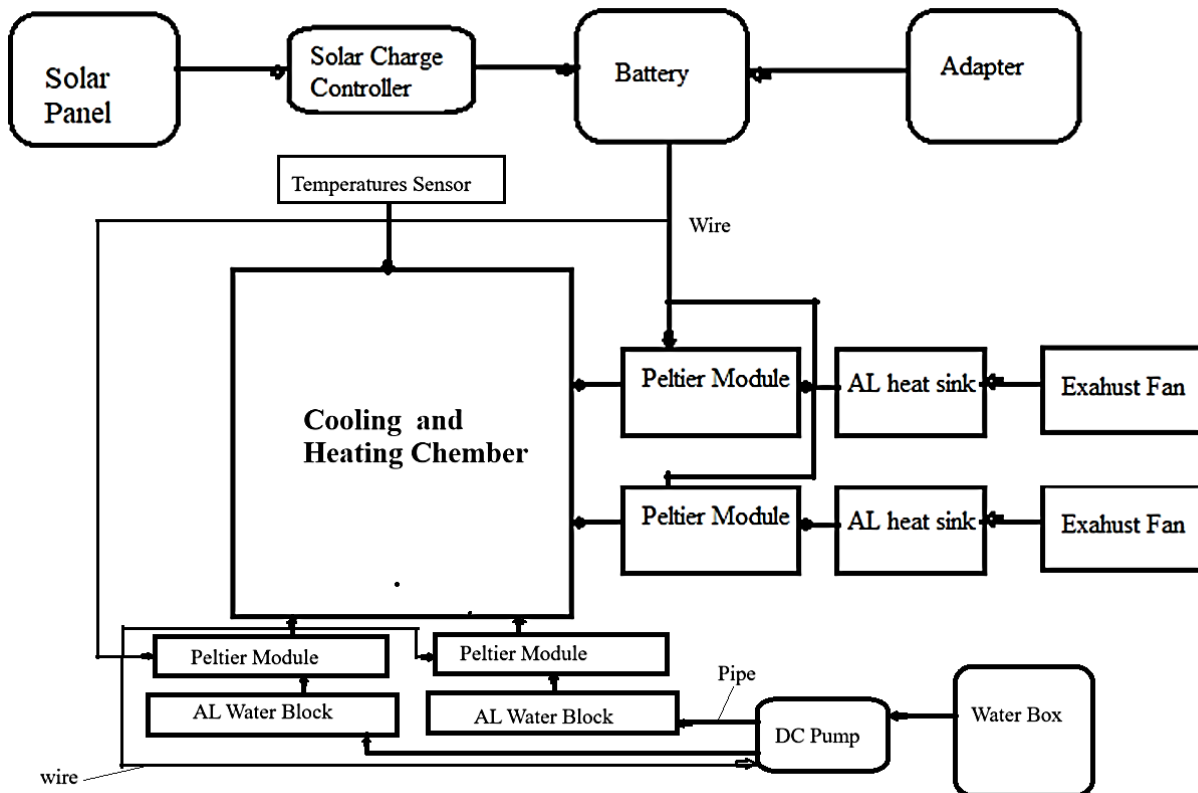 Solar
Panel
Solar Charge
Controller
Battery
Adapter
Temperatures Sensor
Wire
Cooling and
Heating Chember
Peltier Module
AL heat sink
Exahust Fan
Peltier Module
AL heat sink
Exahust Fan
Peltier Module
Peltier Module
AL Water Block
AL Water Block
Pipe
DC Pump
Water Box
wire